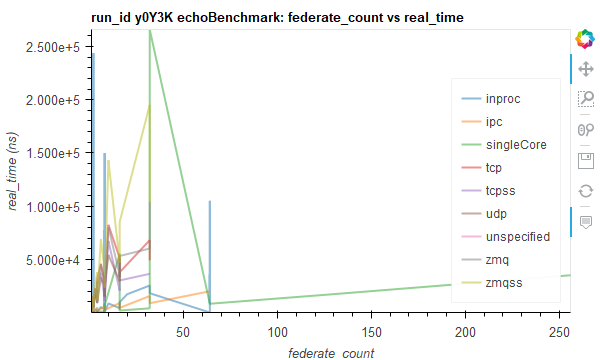 run_id y0Y3K echoBenchmark: federate_count vs real_time
real_time (ns)
2.500e+5
2.000e+5
1.500e+5
1.000e+5
5.000e+4
50
100
150
200
250
federate_count
inproc
ipc
singleCore
tcp
tcpss
udp
unspecified
zmq
zmqss